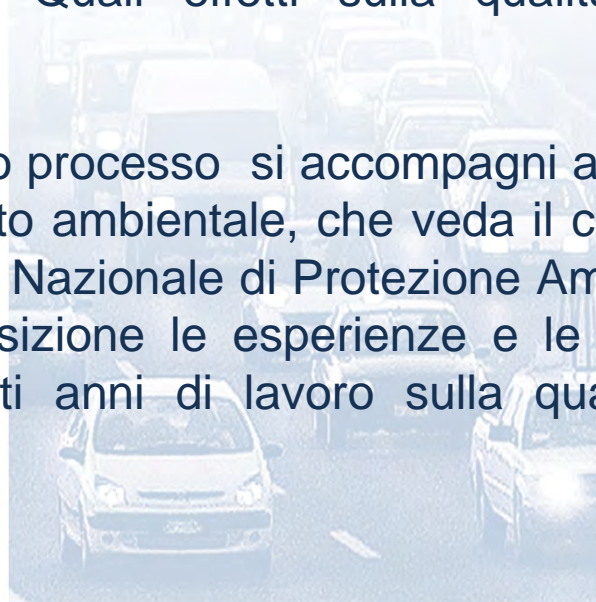 Quali effetti sulla qualità
o processo si accompagni a
to ambientale, che veda il c
Nazionale di Protezione Am
sizione le esperienze e le
ti anni di lavoro sulla qua